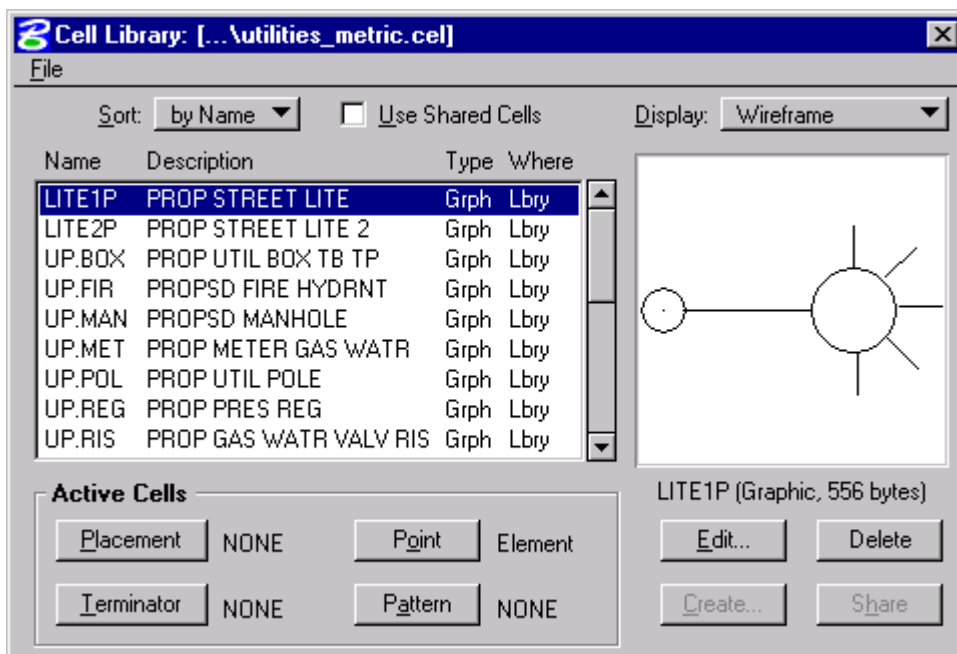 Cell Library: [...\utilities_metric.cel]
File
Sort: by Name Use Shared Cells Display: Wireframe
Name Description Type Where
LITE1P PROP STREET LITE Grph Lbry
LITE2P PROP STREET LITE 2 Grph Lbry
UP.BOX PROP UTIL BOX TB TP Grph Lbry
UP.FIR PROPSD FIRE HYDRNT Grph Lbry
UP.MAN PROPSD MANHOLE Grph Lbry
UP.MET PROP METER GAS WATR Grph Lbry
UP.POL PROP UTIL POLE Grph Lbry
UP.REG PROP PRES REG Grph Lbry
UP.RIS PROP GAS WATR VALV RIS Grph Lbry
LITE1P (Graphic, 556 bytes)
Active Cells
Placement NONE Point Element Edit... Delete
Terminator NONE Pattern NONE Create... Share